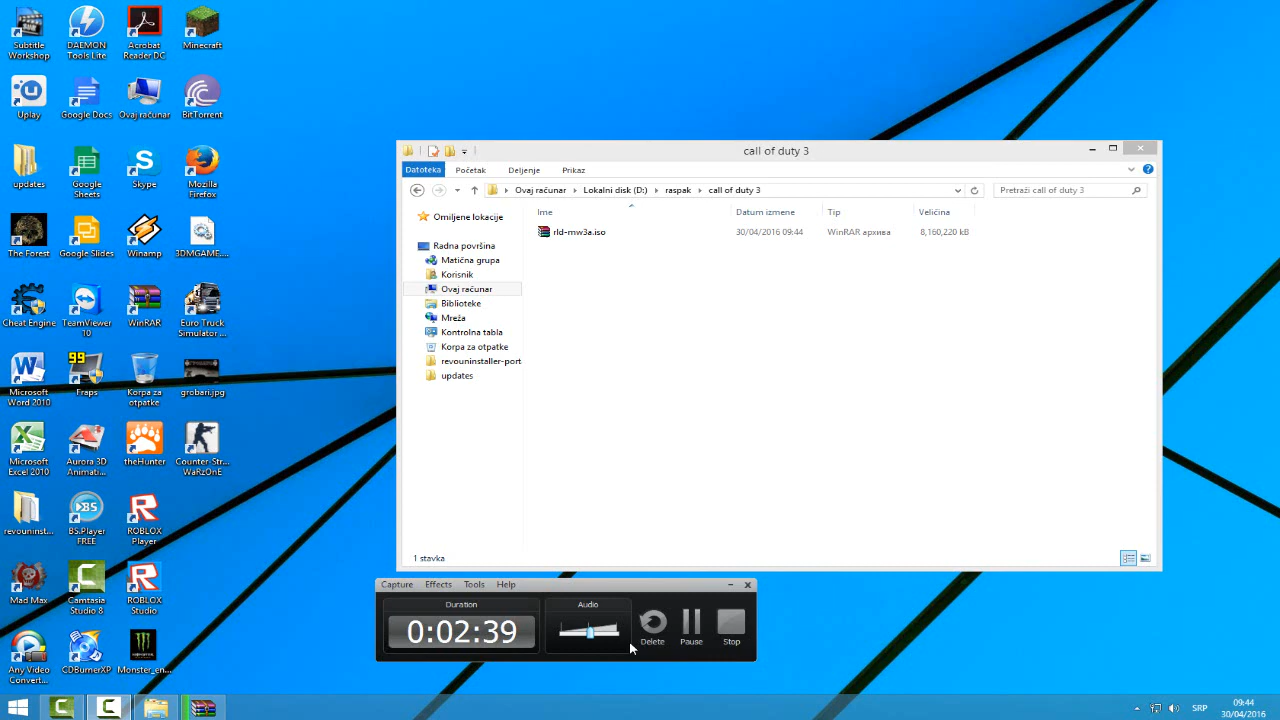 Subtitle
Workshop
DAEMON
Tools Lite
Acrobat
Reader DC
Minecraft
Uplay
Google Docs
Ovaj računar
BitTorrent
updates
Google
Sheets
Skype
Mozilla
Firefox
The Forest
Google Slides
Winamp
3DMGAME....
Cheat Engine
TeamViewer
10
WinRAR
Euro Truck
Simulator ...
Microsoft
Word 2010
99
Fraps
Korpa za
otpatke
grobari.jpg
Microsoft
Excel 2010
Aurora 3D
Animati...
theHunter
Counter-Str...
WaRzOnE
revouninst...
BS.Player
FREE
ROBLOX
Player
Mad Max
Camtasia
Studio 8
ROBLOX
Studio
Any Video
Convert...
CDBurnerXP
Monster_en...
call of duty 3
Datoteka Početak Deljenje Prikaz
Ovaj računar Lokalni disk (D:) raspak call of duty 3
Pretraži call of duty 3
Ime Datum izmene Tip Veličina
rld-mw3a.iso 30/04/2016 09:44 WinRAR архива 8,160,220 kB
Omiljene lokacije
Radna površina
Matična grupa
Korisnik
Ovaj računar
Biblioteke
Mreža
Kontrolna tabla
Korpa za otpatke
revouninstaller-port
updates
1 stavka
Capture Effects Tools Help
Duration
0:02:39
Audio
Delete Pause Stop
SRP
09:44
30/04/2016